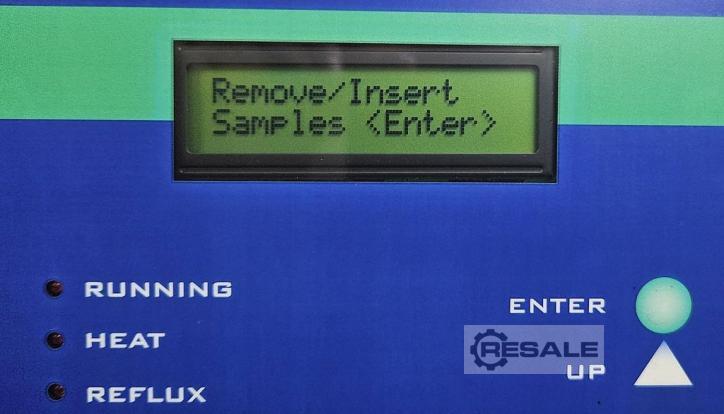 Remove/Insert
Samples <Enter>
RUNNING
HEAT
REFLUX
ENTER
RESALE
UP